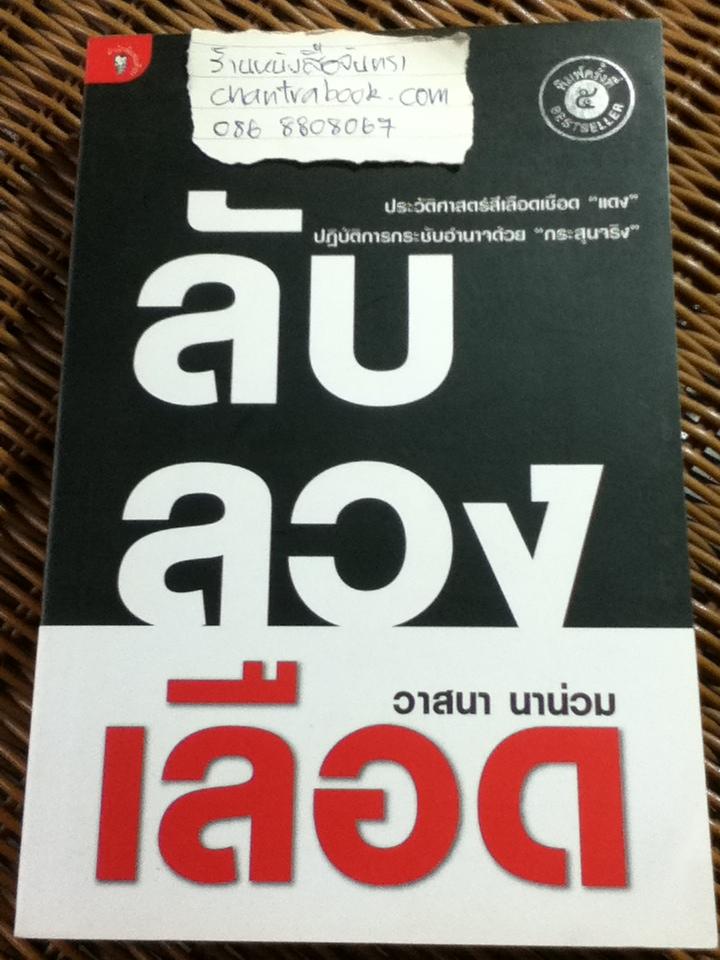 ร้านหนังสือจันทรา
chantrabook.com
086 8808067
พิมพ์ครั้งที่
๕
BESTSELLER
ประวัติศาสตร์สีเลือดเชือด “แดง”
ปฏิบัติการกระชับอำนาจด้วย “กระสุนจริง”
ลับ
ลวง
เลือด
วาสนา นาน่วม